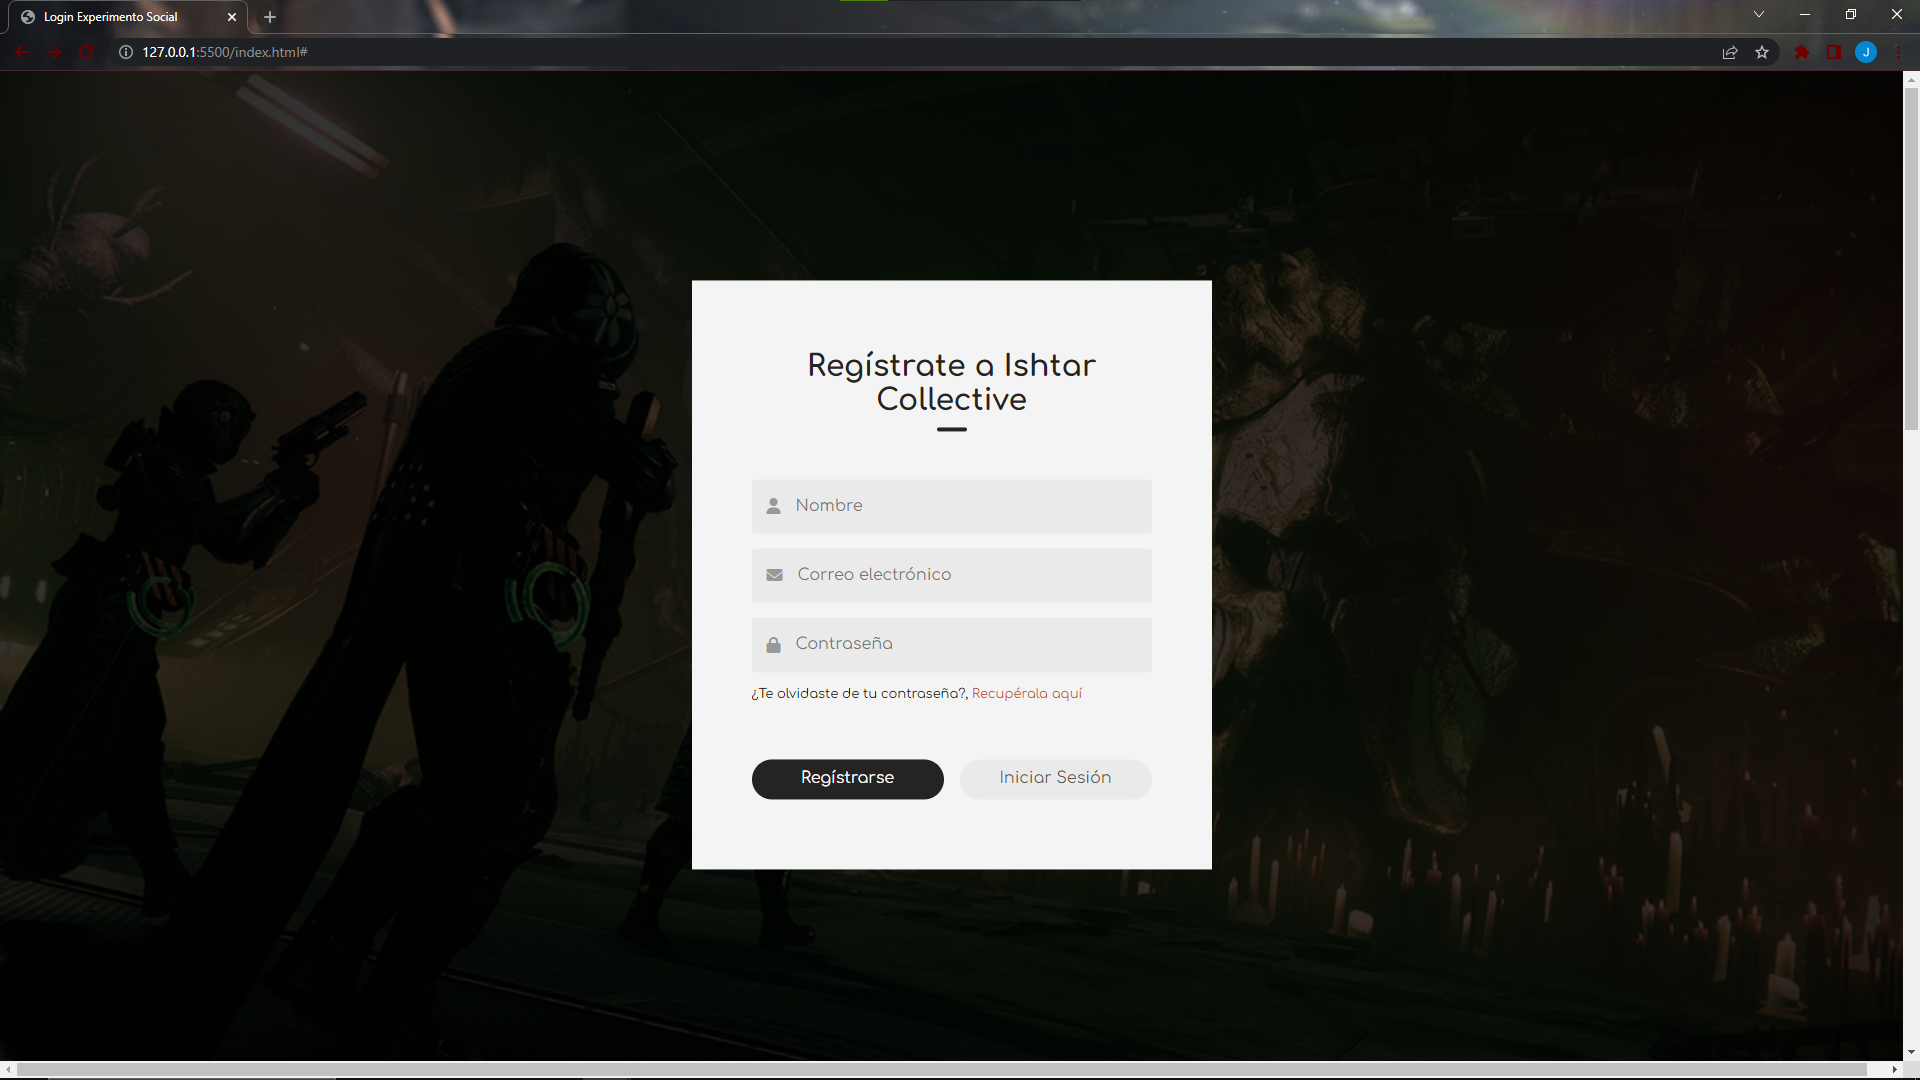 Login Experimento Social
127.0.0.1:5500/index.html#
J
Regístrate a Ishtar
Collective
Nombre
Correo electrónico
Contraseña
¿Te olvidaste de tu contraseña?, Recupérala aquí
Regístrarse
Iniciar Sesión